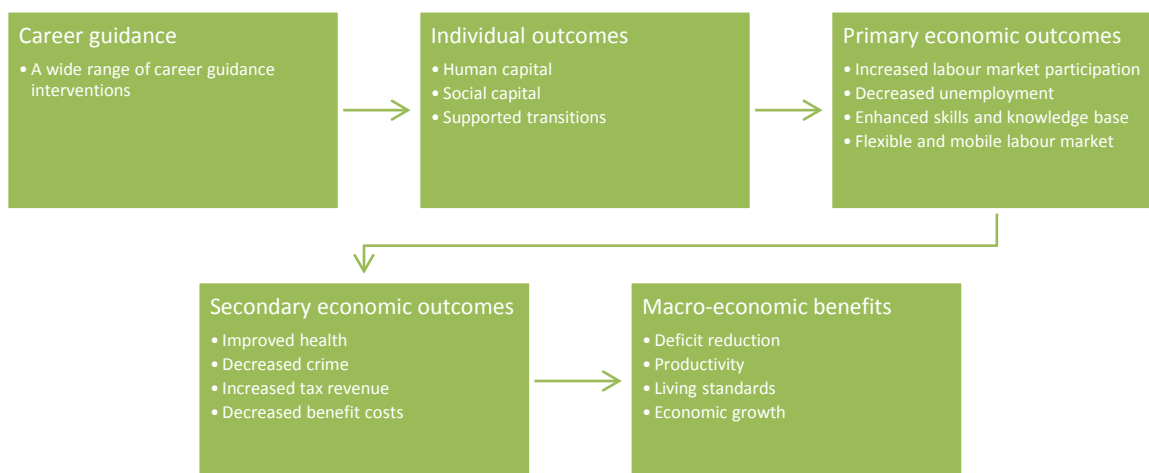 Career guidance
• A wide range of career guidance
interventions
Individual outcomes
• Human capital
• Social capital
• Supported transitions
Primary economic outcomes
• Increased labour market participation
• Decreased unemployment
• Enhanced skills and knowledge base
• Flexible and mobile labour market
Secondary economic outcomes
• Improved health
• Decreased crime
• Increased tax revenue
• Decreased benefit costs
Macro-economic benefits
• Deficit reduction
• Productivity
• Living standards
• Economic growth